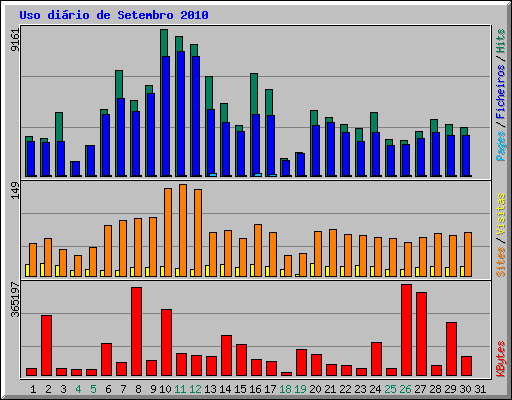 Uso diário de Setembro 2010
9161
Pages / Ficheiros / Hits
149
Sites / Visitas
365197
KBytes
1 2 3 4 5 6 7 8 9 10 11 12 13 14 15 16 17 18 19 20 21 22 23 24 25 26 27 28 29 30 31